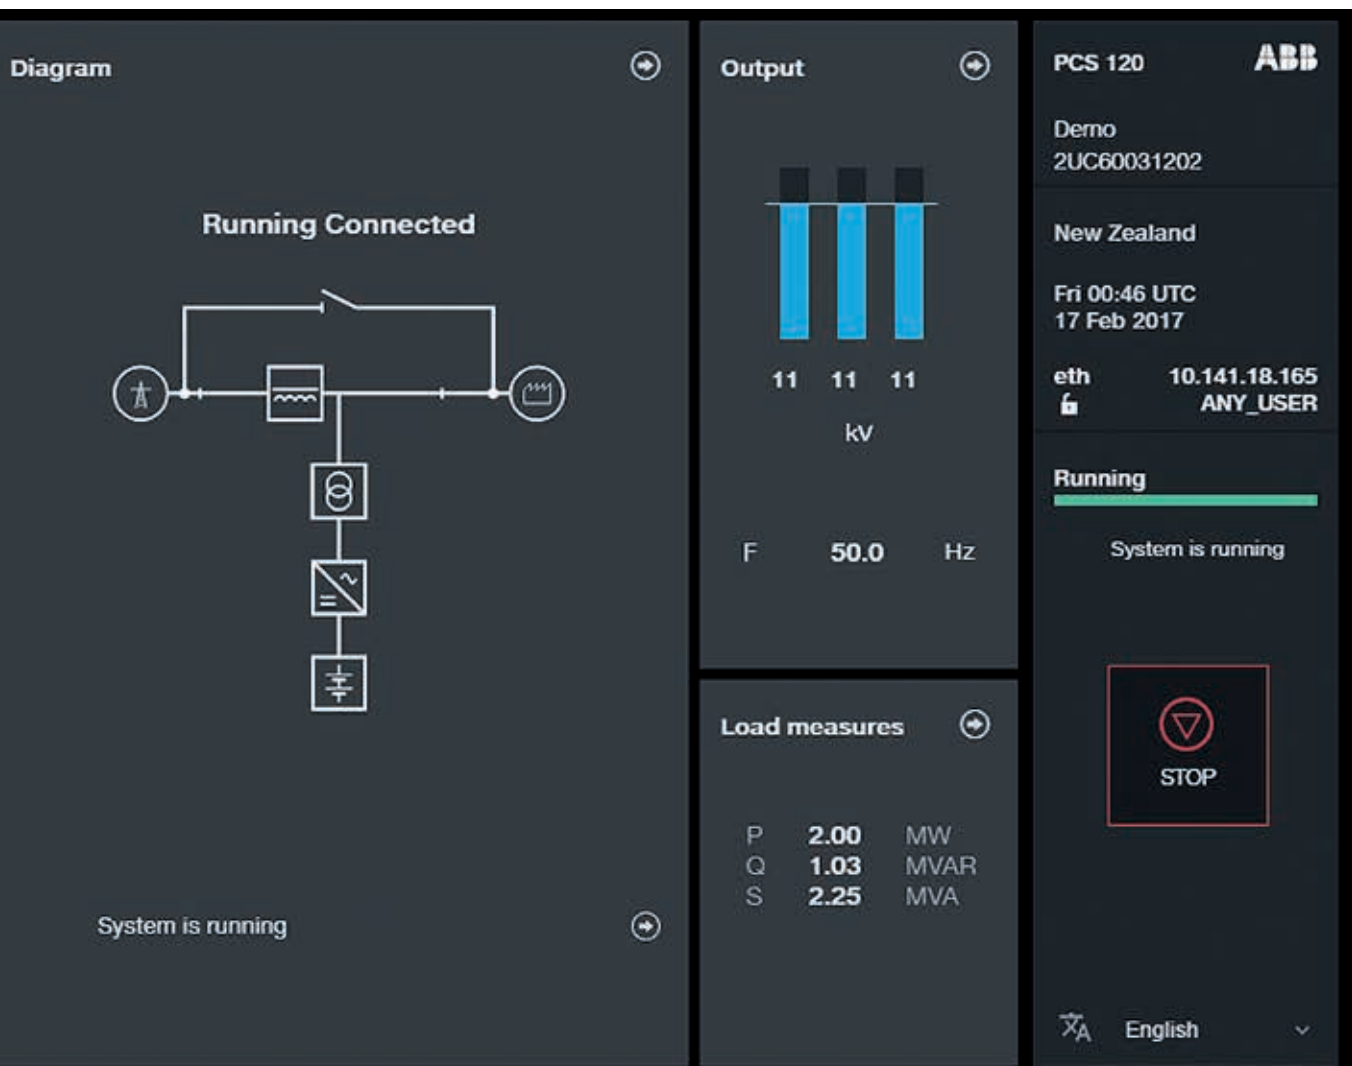 Diagram
Running Connected
System is running
Output
11 11 11
kV
F 50.0 Hz
Load measures
P 2.00 MW
Q 1.03 MVAR
S 2.25 MVA
PCS 120 ABB
Demo
2UC60031202
New Zealand
Fri 00:46 UTC
17 Feb 2017
eth 10.141.18.165
ANY_USER
Running
System is running
STOP
English